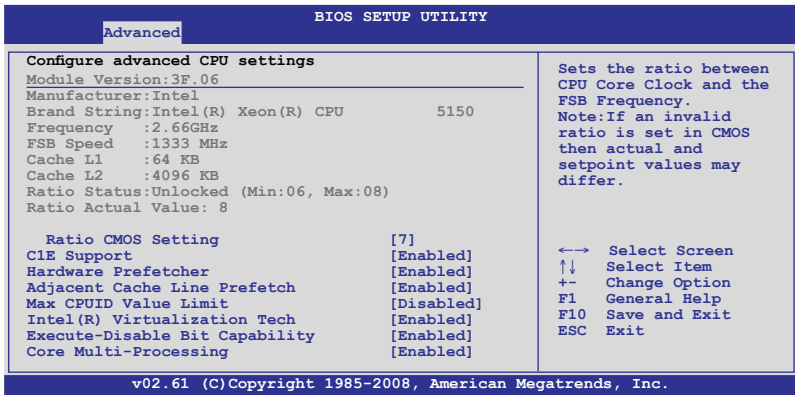 BIOS SETUP UTILITY
Advanced
Configure advanced CPU settings
Module Version:3F.06
Manufacturer:Intel
Brand String:Intel(R) Xeon(R) CPU 5150
Frequency :2.66GHz
FSB Speed :1333 MHz
Cache L1 :64 KB
Cache L2 :4096 KB
Ratio Status:Unlocked (Min:06, Max:08)
Ratio Actual Value: 8
Ratio CMOS Setting [7]
C1E Support [Enabled]
Hardware Prefetcher [Enabled]
Adjacent Cache Line Prefetch [Enabled]
Max CPUID Value Limit [Disabled]
Intel(R) Virtualization Tech [Enabled]
Execute-Disable Bit Capability [Enabled]
Core Multi-Processing [Enabled]
Sets the ratio between
CPU Core Clock and the
FSB Frequency.
Note:If an invalid
ratio is set in CMOS
then actual and
setpoint values may
differ.
←→ Select Screen
↑↓ Select Item
+- Change Option
F1 General Help
F10 Save and Exit
ESC Exit
v02.61 (C)Copyright 1985-2008, American Megatrends, Inc.